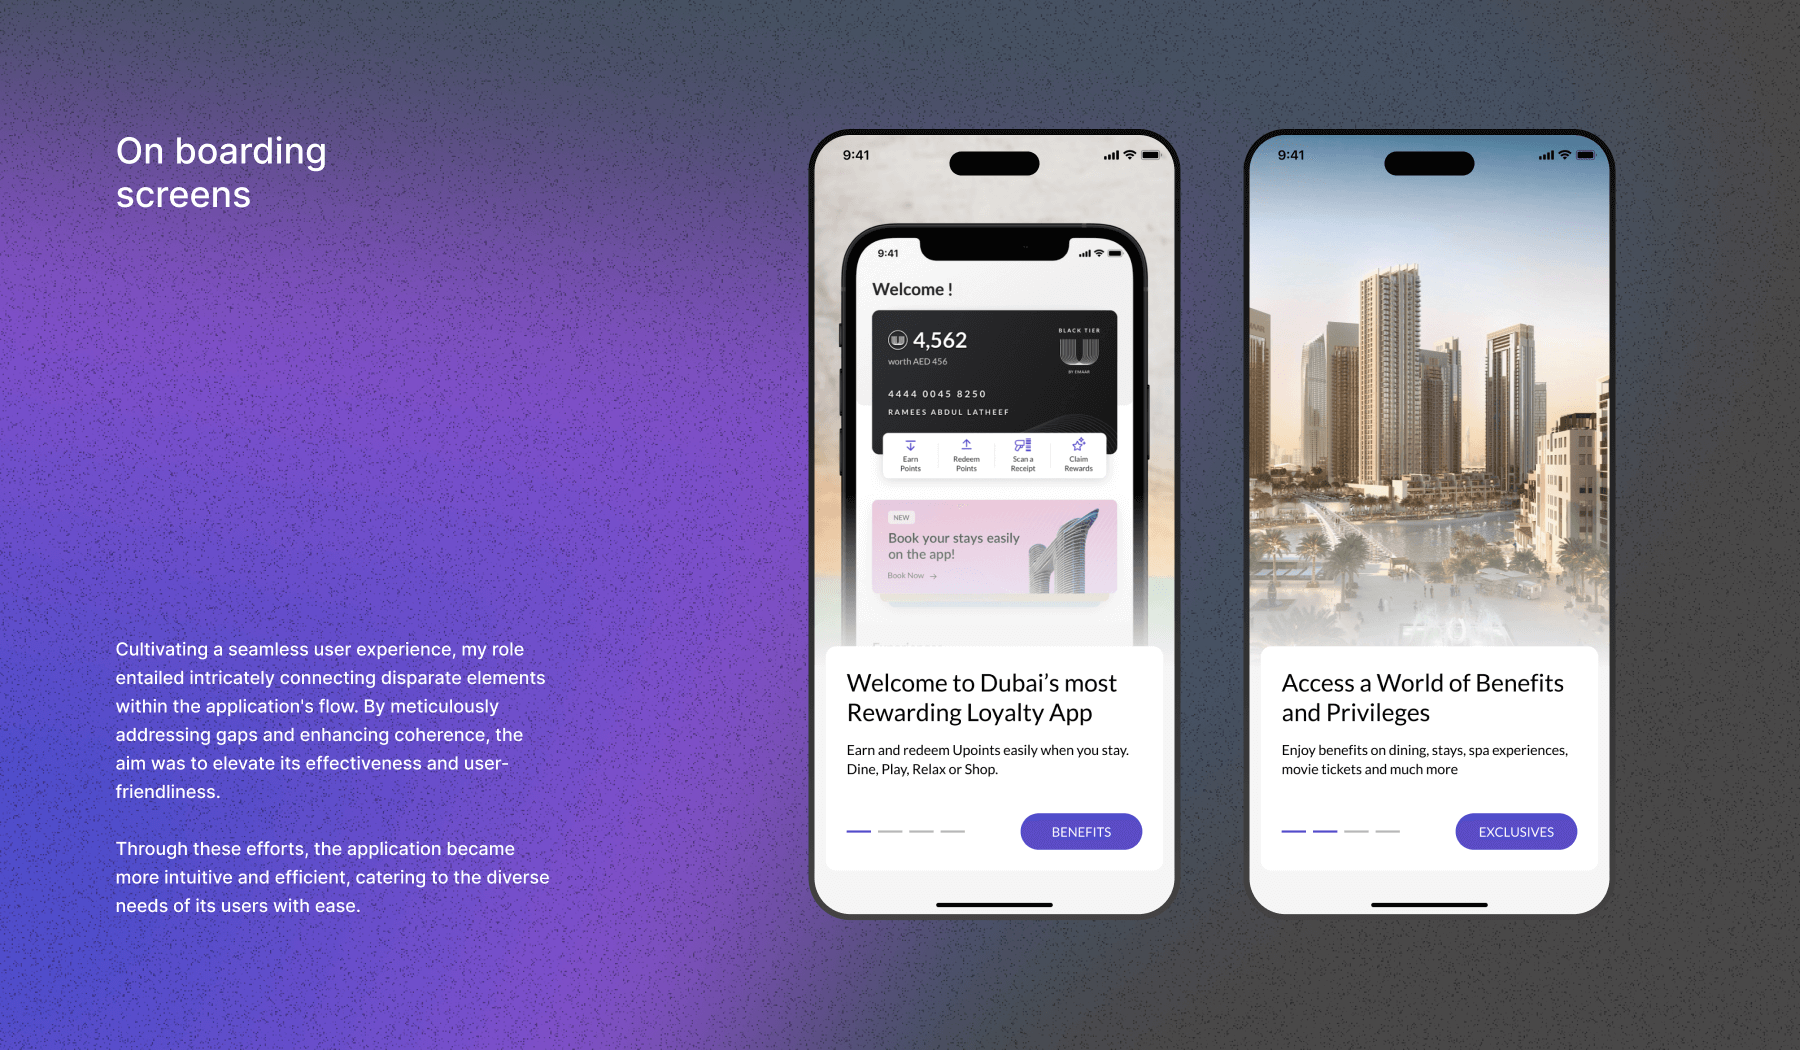 On boarding
screens
Cultivating a seamless user experience, my role
entailed intricately connecting disparate elements
within the application's flow. By meticulously
addressing gaps and enhancing coherence, the
aim was to elevate its effectiveness and user-
friendliness.
Through these efforts, the application became
more intuitive and efficient, catering to the diverse
needs of its users with ease.
9:41
9:41
Welcome !
4,562
worth AED 456
BLACK TIER
U
BY EMAAR
4444 0045 8250
RAMEES ABDUL LATHEEF
Earn
Points
Redeem
Points
Scan a
Receipt
Claim
Rewards
NEW
Book your stays easily
on the app!
Book Now →
Welcome to Dubai’s most
Rewarding Loyalty App
Earn and redeem Upoints easily when you stay.
Dine, Play, Relax or Shop.
BENEFITS
9:41
Access a World of Benefits
and Privileges
Enjoy benefits on dining, stays, spa experiences,
movie tickets and much more
EXCLUSIVES